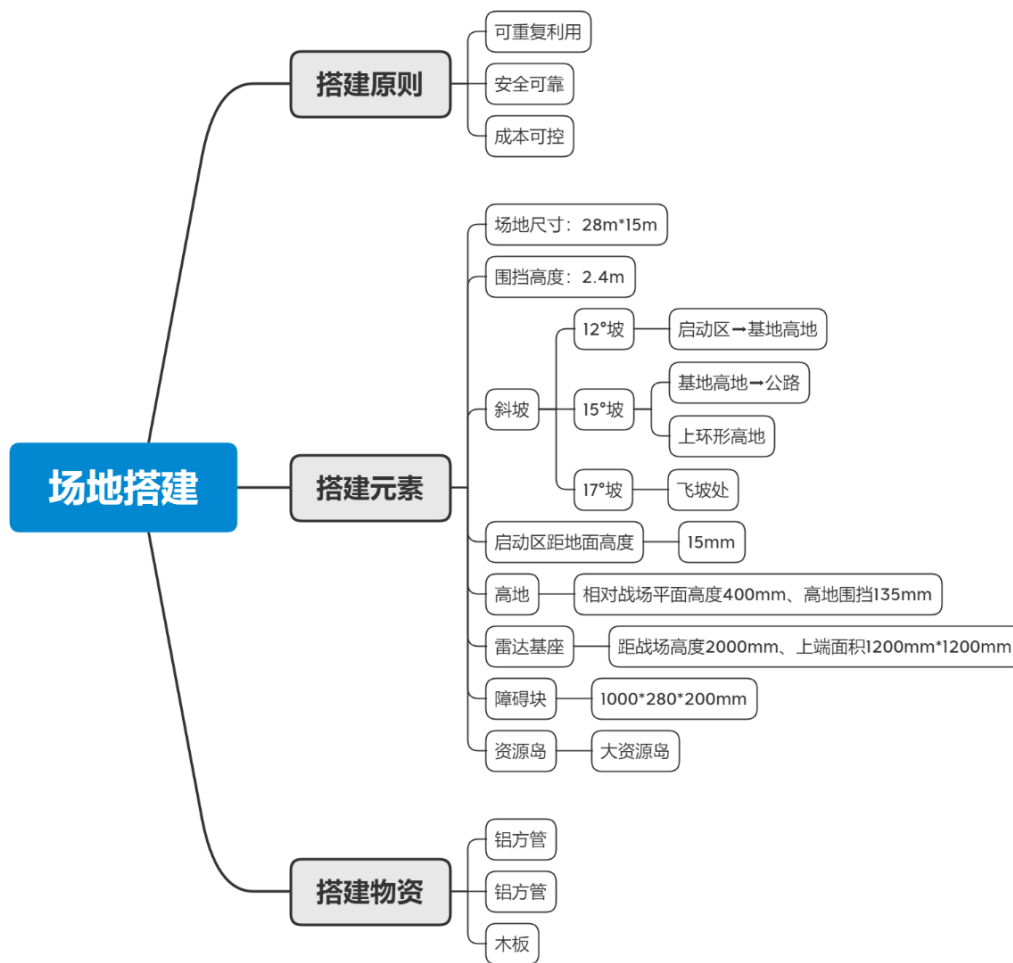 场地搭建
搭建原则
可重复利用
安全可靠
成本可控
搭建元素
场地尺寸：28m*15m
围挡高度：2.4m
斜坡
12°坡
启动区➡基地高地
15°坡
基地高地➡公路
上环形高地
17°坡
飞坡处
启动区距地面高度
15mm
高地
相对战场平面高度400mm、高地围挡135mm
雷达基座
距战场高度2000mm、上端面积1200mm*1200mm
障碍块
1000*280*200mm
资源岛
大资源岛
搭建物资
铝方管
铝方管
木板